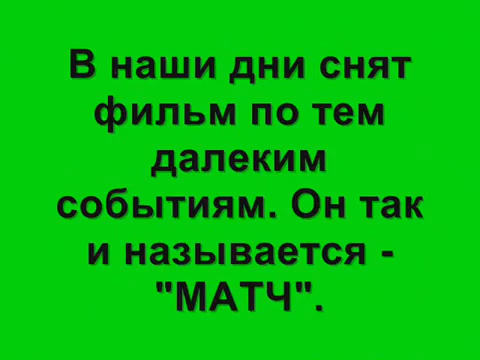 В наши дни снят
фильм по тем
далеким
событиям. Он так
и называется -
"МАТЧ".